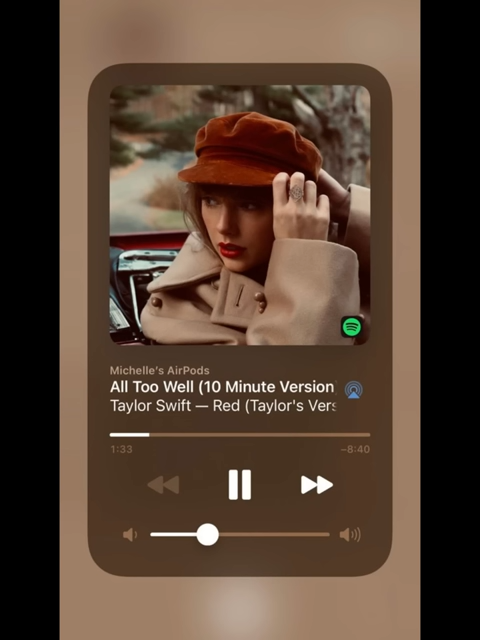 Michelle's AirPods
All Too Well (10 Minute Version
Taylor Swift — Red (Taylor's Vers
1:33
–8:40